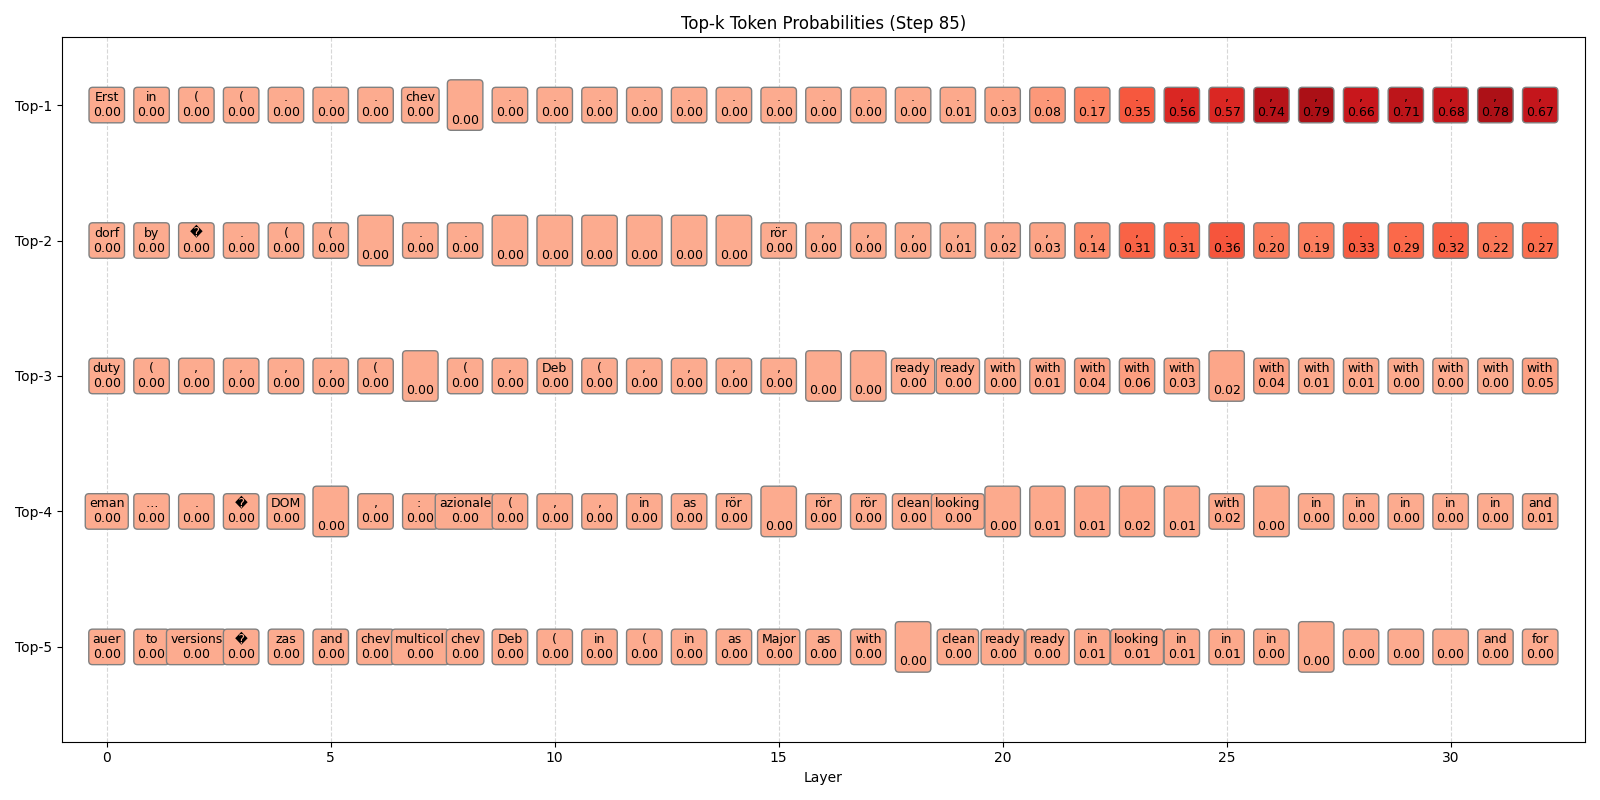 Top-k Token Probabilities (Step 85)
Top-1
Erst in ( ( . . . chev . . . . . . . . . . . . . . . , , , , , , , , ,
0.00 0.00 0.00 0.00 0.00 0.00 0.00 0.00 0.00 0.00 0.00 0.00 0.00 0.00 0.00 0.00 0.00 0.00 0.00 0.01 0.03 0.08 0.17 0.35 0.56 0.57 0.74 0.79 0.66 0.71 0.68 0.78 0.67
Top-2
dorf by � . ( ( . . rör , , , , , , , , . . . . . . . . .
0.00 0.00 0.00 0.00 0.00 0.00 0.00 0.00 0.00 0.00 0.00 0.00 0.00 0.00 0.00 0.00 0.00 0.00 0.00 0.01 0.02 0.03 0.14 0.31 0.31 0.36 0.20 0.19 0.33 0.29 0.32 0.22 0.27
Top-3
duty ( , , , , ( ( , Deb ( , , , , ready ready with with with with with with with with with with with with
0.00 0.00 0.00 0.00 0.00 0.00 0.00 0.00 0.00 0.00 0.00 0.00 0.00 0.00 0.00 0.00 0.00 0.00 0.00 0.00 0.00 0.01 0.04 0.06 0.03 0.02 0.04 0.01 0.01 0.00 0.00 0.00 0.05
Top-4
eman ... . � DOM , : azionale ( , , in as rör rör rör clean looking with in in in in in and
0.00 0.00 0.00 0.00 0.00 0.00 0.00 0.00 0.00 0.00 0.00 0.00 0.00 0.00 0.00 0.00 0.00 0.00 0.00 0.00 0.00 0.01 0.01 0.02 0.01 0.02 0.00 0.00 0.00 0.00 0.00 0.00 0.01
Top-5
auer to versions � zas and chev multicol chev Deb ( in ( in as Major as with clean ready ready in looking in in in and for
0.00 0.00 0.00 0.00 0.00 0.00 0.00 0.00 0.00 0.00 0.00 0.00 0.00 0.00 0.00 0.00 0.00 0.00 0.00 0.00 0.00 0.00 0.01 0.01 0.01 0.01 0.00 0.00 0.00 0.00 0.00 0.00 0.00
0 5 10 15 20 25 30
Layer